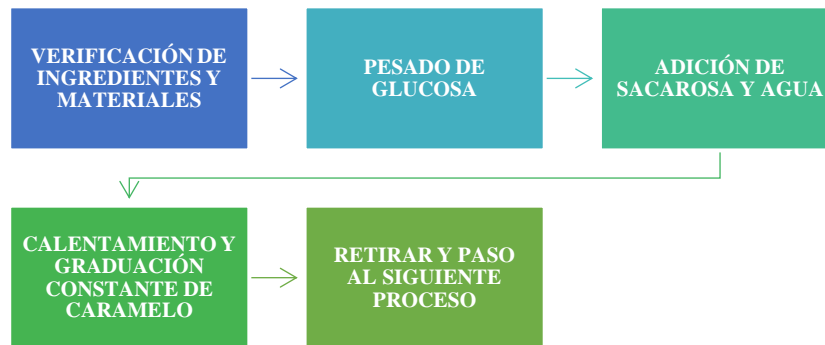 VERIFICACIÓN DE
INGREDIENTES Y
MATERIALES
PESADO DE
GLUCOSA
ADICIÓN DE
SACAROSA Y AGUA
CALENTAMIENTO Y
GRADUACIÓN
CONSTANTE DE
CARAMELO
RETIRAR Y PASO
AL SIGUIENTE
PROCESO